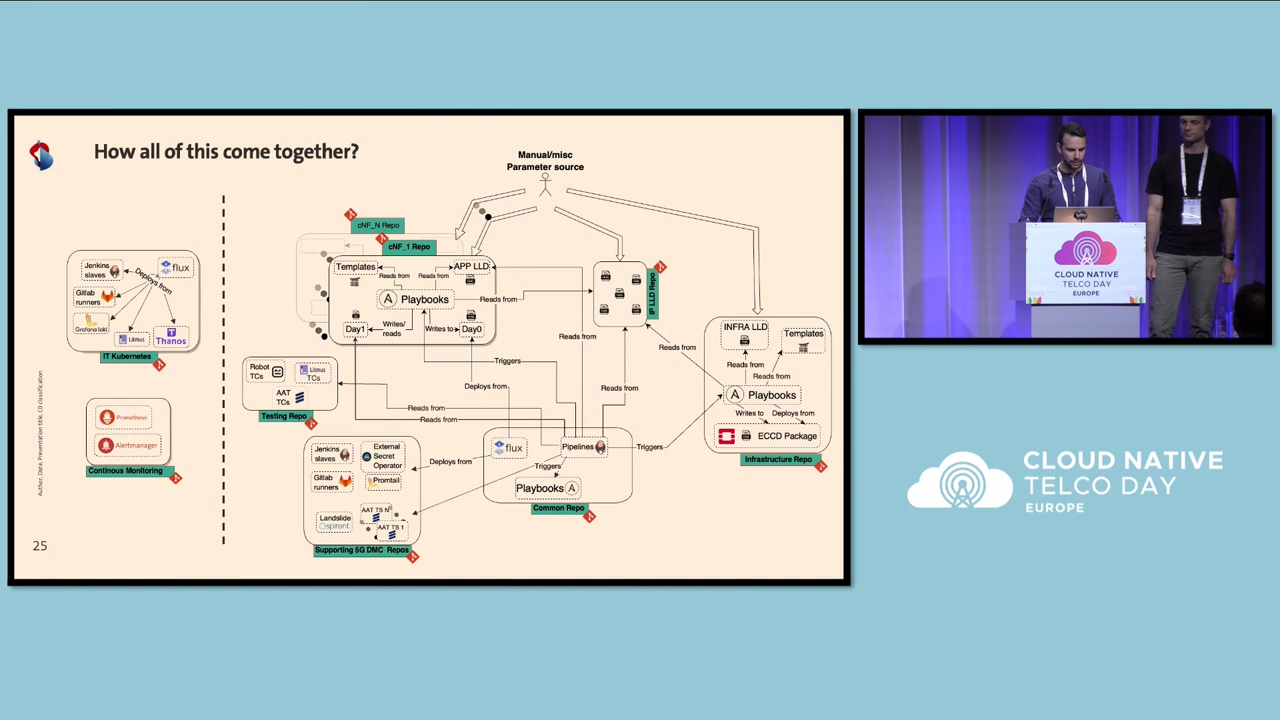 How all of this come together?
Manual/misc
Parameter source
cNF_N Repo
cNF_1 Repo
Templates
APP LLD
Reads from
Reads from
Playbooks
Reads from
Day1
Writes/
reads
Writes to
Day0
IP LLD Repo
Reads from
Reads from
Reads from
INFRA LLD
Templates
Reads from
Reads from
Playbooks
Writes to
Deploys from
ECCD Package
Infrastructure Repo
Jenkins
slaves
flux
Deploys from
Gitlab
runners
Grafana loki
Litmus
Thanos
IT Kubernetes
Prometheus
Alertmanager
Continous Monitoring
Robot
TCs
Litmus
TCs
AAT
TCs
Testing Repo
Triggers
Deploys from
Reads from
Reads from
Jenkins
slaves
External
Secret
Operator
Gitlab
runners
Promtail
Landslide
spirent
AAT TS N
AAT TS 1
Supporting 5G DMC Repos
Deploys from
flux
Pipelines
Triggers
Triggers
Playbooks
Common Repo
Author, Date, Presentation title, C3 classification
25
CLOUD NATIVE
TELCO DAY
EUROPE
CLOUD NATIVE
TELCO DAY
EUROPE